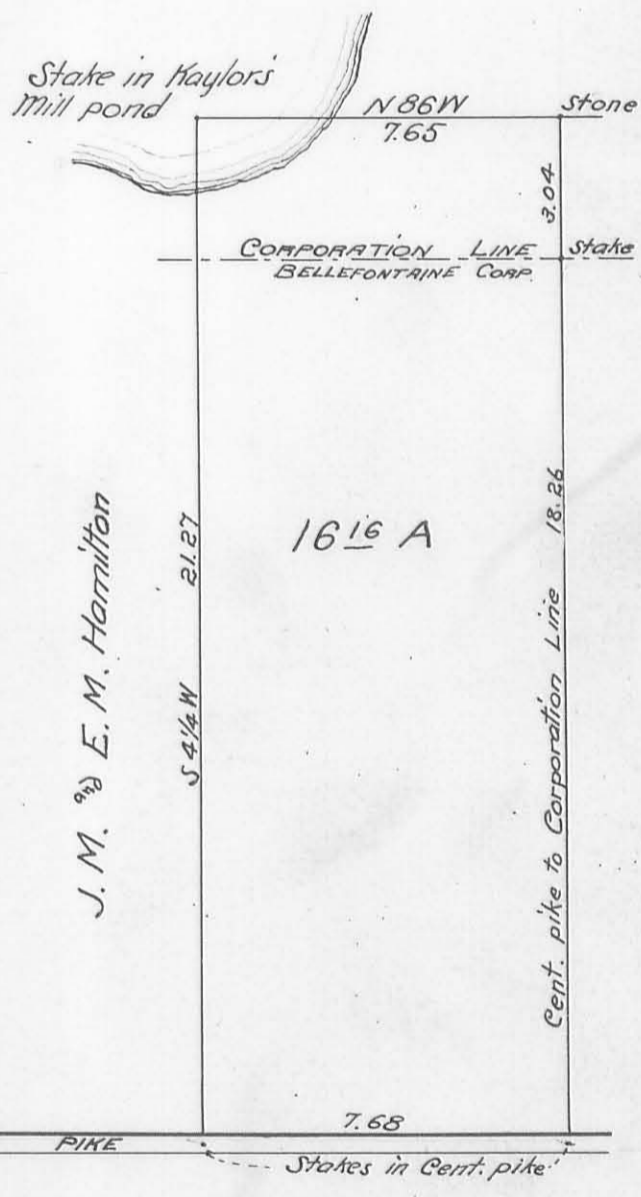 Stake in Kaylor's
Mill pond
N 86 W
7.65
Stone
3.04
CORPORATION LINE
Stake
BELLEFONTAINE CORP.
16 16 A
J. M. and E. M. Hamilton
S 4 1/4 W 21.27
Cent. pike to Corporation Line 18.26
7.68
PIKE
Stakes in Cent. pike